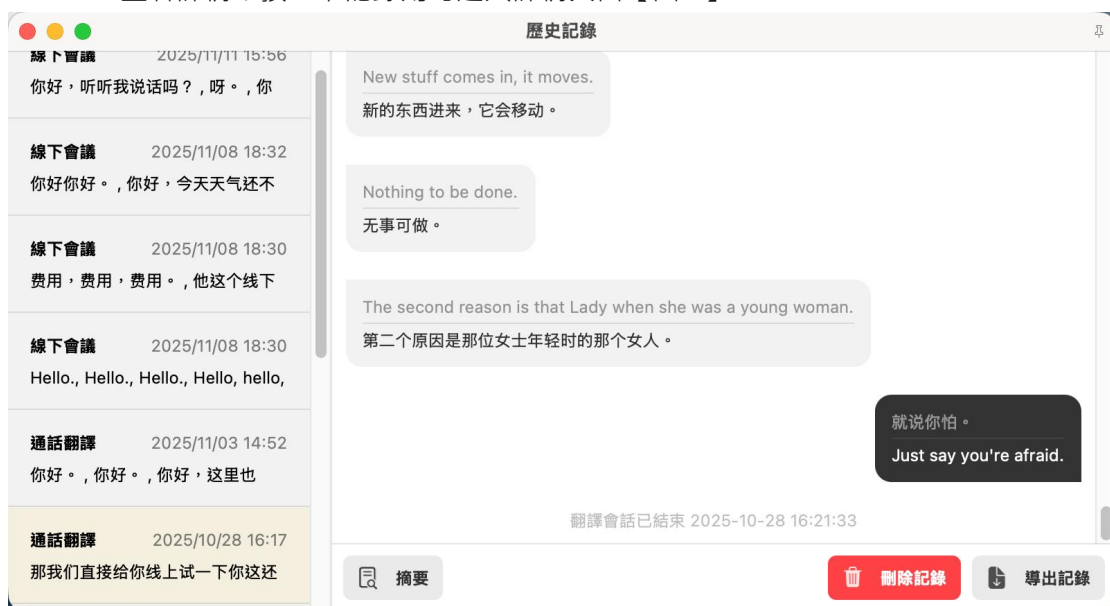 歷史記錄
線下會議 2025/11/11 15:56
你好，听听我说话吗？, 呀。, 你
線下會議 2025/11/08 18:32
你好你好。, 你好，今天天气还不
線下會議 2025/11/08 18:30
费用，费用，费用。, 他这个线下
線下會議 2025/11/08 18:30
Hello., Hello., Hello., Hello, hello,
通話翻譯 2025/11/03 14:52
你好。, 你好。, 你好，这里也
通話翻譯 2025/10/28 16:17
那我们直接给你线上试一下你这还
New stuff comes in, it moves.
新的东西进来，它会移动。
Nothing to be done.
无事可做。
The second reason is that Lady when she was a young woman.
第二个原因是那位女士年轻时的那个女人。
就说你怕。
Just say you're afraid.
翻譯會話已結束 2025-10-28 16:21:33
摘要
刪除記錄
導出記錄